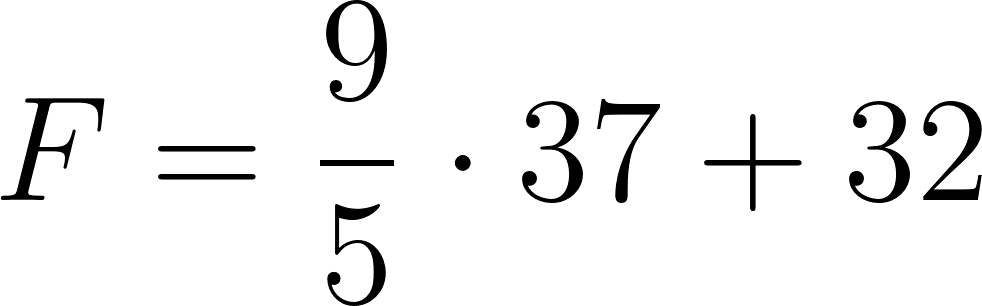 F = 9/5 · 37 + 32